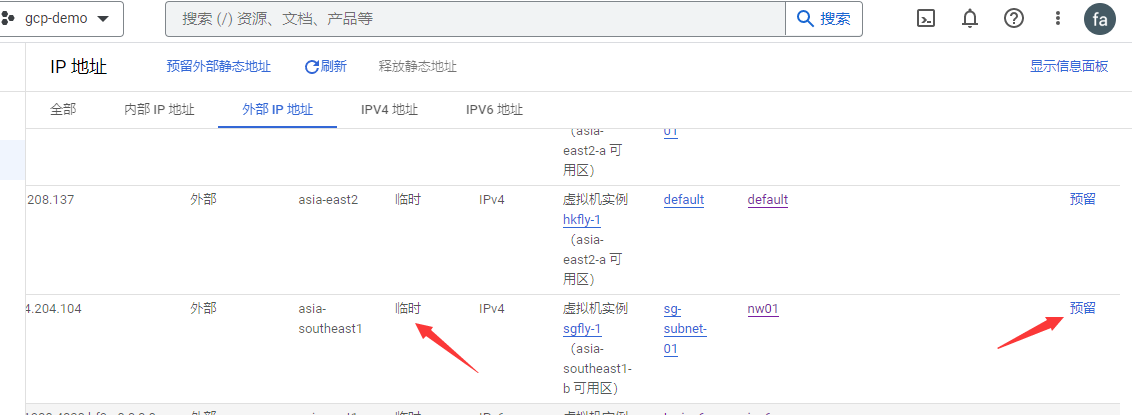 gcp-demo
搜索 (/) 资源、文档、产品等
搜索
fa
IP 地址
预留外部静态地址
刷新
释放静态地址
显示信息面板
全部
内部 IP 地址
外部 IP 地址
IPV4 地址
IPV6 地址
（asia-
east2-a 可
用区)
01
208.137
外部
asia-east2
临时
IPv4
虚拟机实例
hkfly-1
（asia-
east2-a 可
用区)
default
default
预留
4.204.104
外部
asia-
southeast1
临时
IPv4
虚拟机实例
sgfly-1
（asia-
southeast1-
b 可用区)
sg-
subnet-
01
nw01
预留
外部
临时
IPv6
虚拟机实例